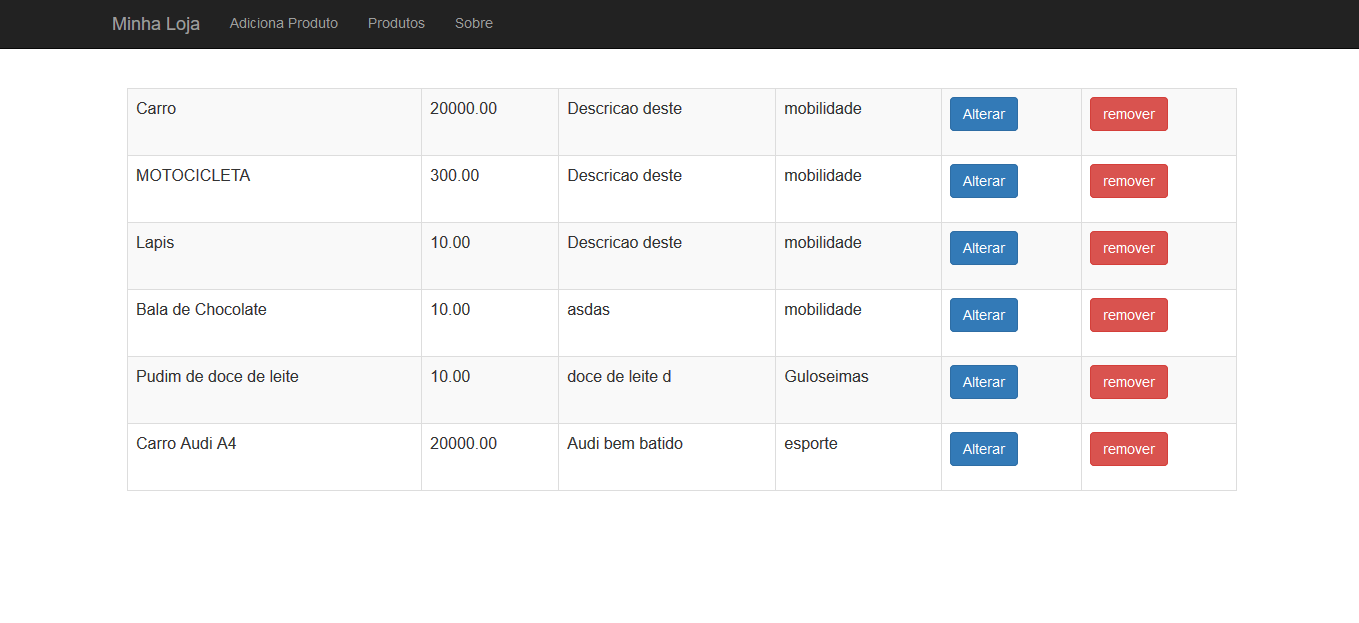 Minha Loja Adiciona Produto Produtos Sobre
Carro 20000.00 Descricao deste mobilidade Alterar remover
MOTOCICLETA 300.00 Descricao deste mobilidade Alterar remover
Lapis 10.00 Descricao deste mobilidade Alterar remover
Bala de Chocolate 10.00 asdas mobilidade Alterar remover
Pudim de doce de leite 10.00 doce de leite d Guloseimas Alterar remover
Carro Audi A4 20000.00 Audi bem batido esporte Alterar remover